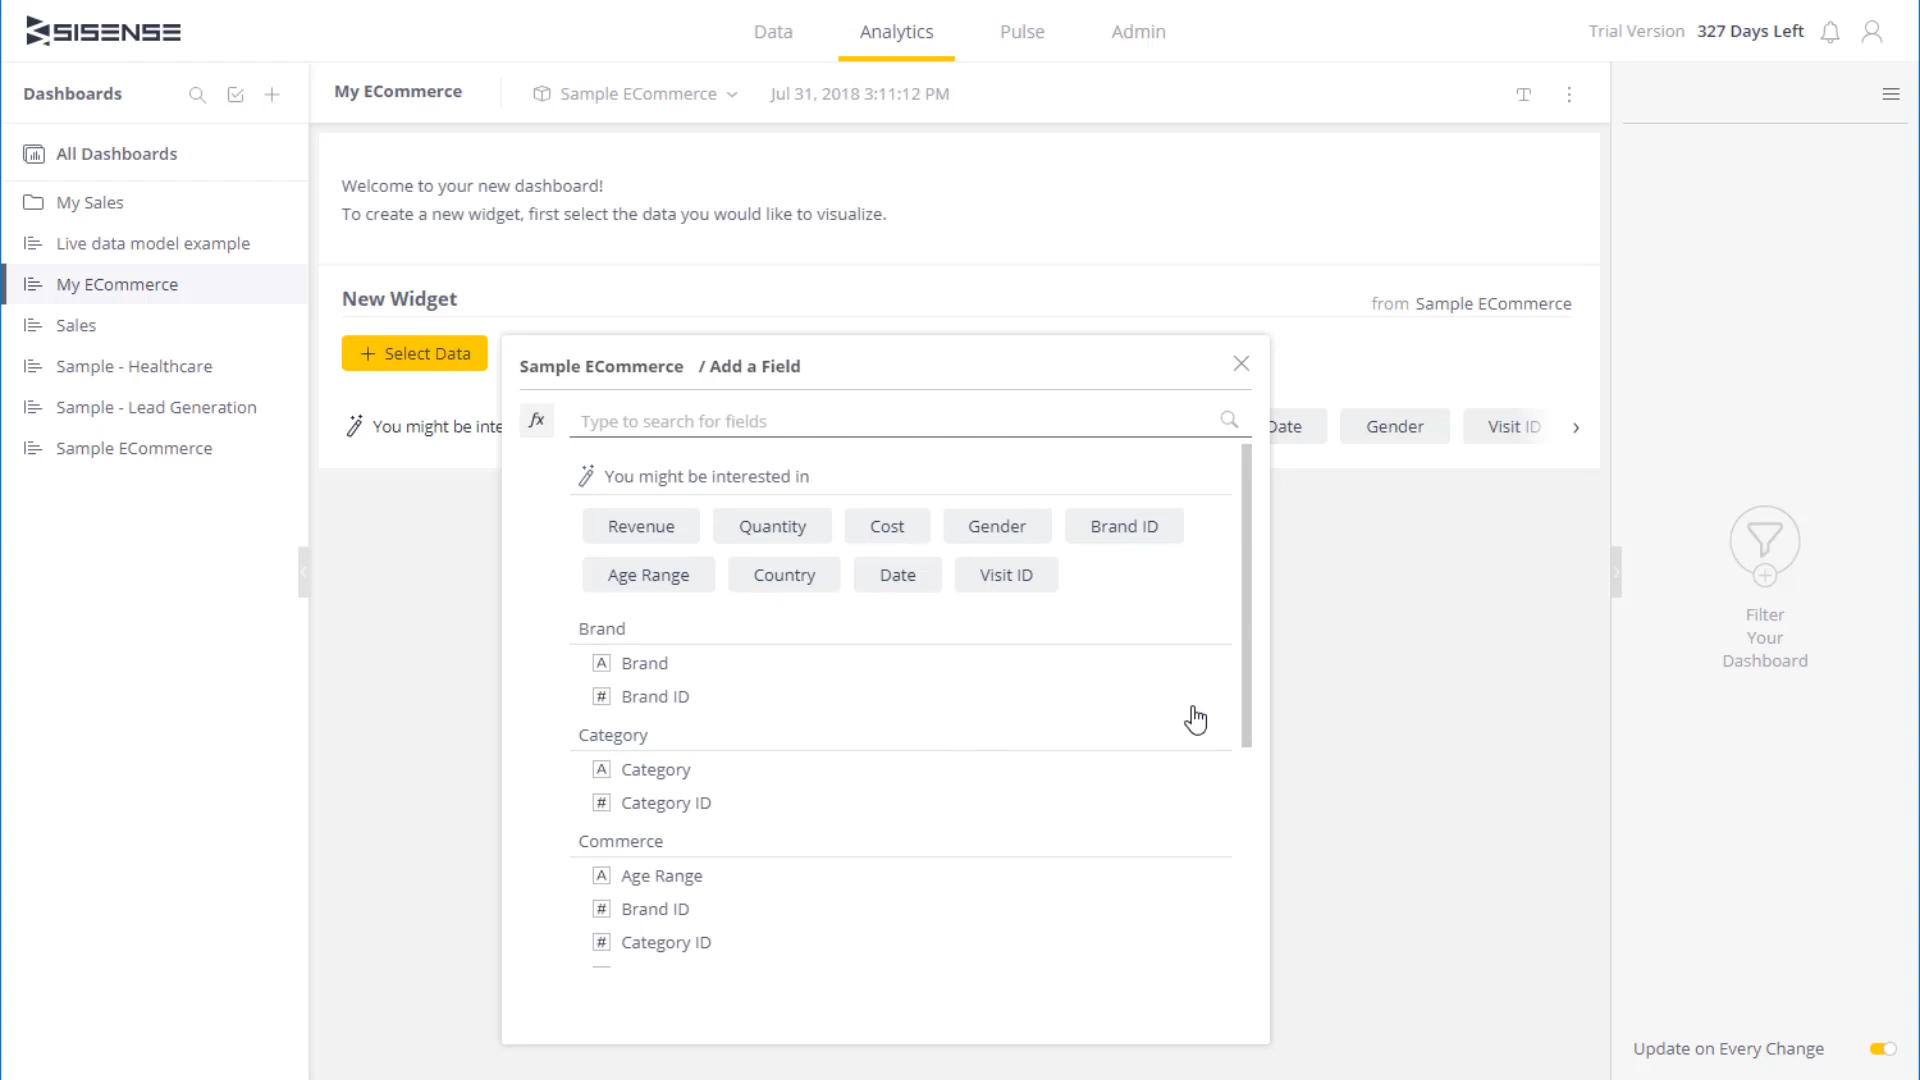 SISENSE
Data
Analytics
Pulse
Admin
Trial Version 327 Days Left
Dashboards
All Dashboards
My Sales
Live data model example
My ECommerce
Sales
Sample - Healthcare
Sample - Lead Generation
Sample ECommerce
My ECommerce
Sample ECommerce
Jul 31, 2018 3:11:12 PM
Welcome to your new dashboard!
To create a new widget, first select the data you would like to visualize.
New Widget
from Sample ECommerce
+ Select Data
You might be inte
Date
Gender
Visit ID
Sample ECommerce / Add a Field
fx
Type to search for fields
You might be interested in
Revenue
Quantity
Cost
Gender
Brand ID
Age Range
Country
Date
Visit ID
Brand
A Brand
# Brand ID
Category
A Category
# Category ID
Commerce
A Age Range
# Brand ID
# Category ID
Filter
Your
Dashboard
Update on Every Change